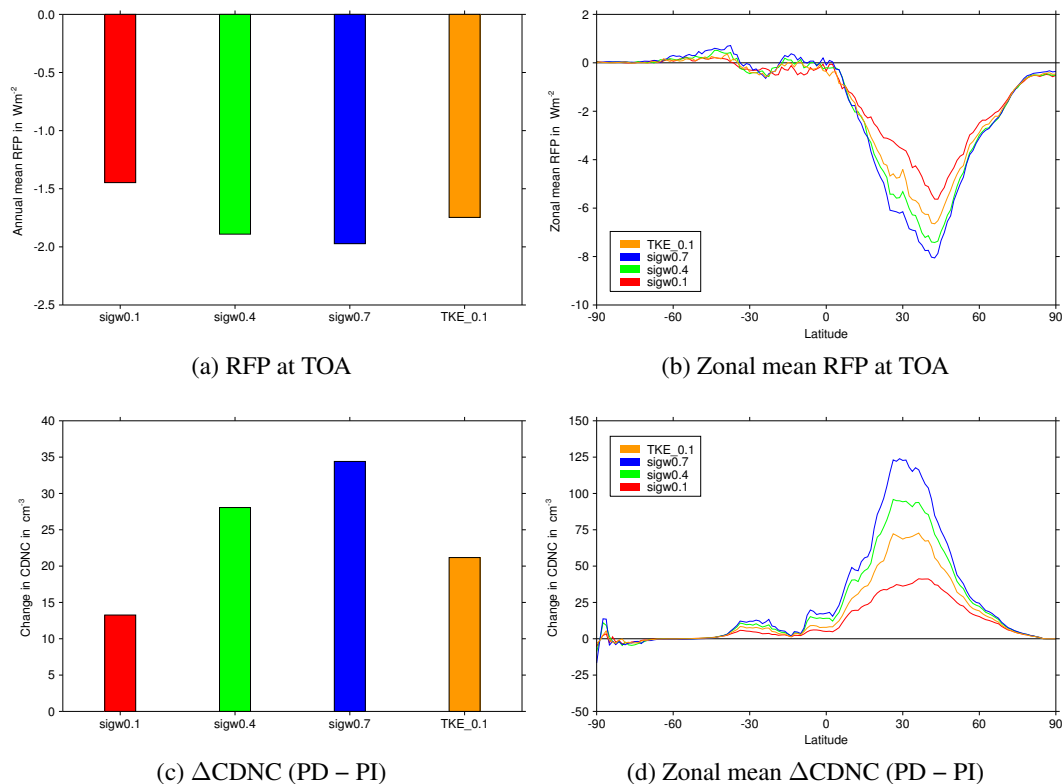 0.0
-0.5
-1.0
-1.5
-2.0
-2.5
Annual mean RFP in Wm⁻²
sigw0.1 sigw0.4 sigw0.7 TKE_0.1
(a) RFP at TOA
2
0
-2
-4
-6
-8
-10
Zonal mean RFP in Wm⁻²
TKE_0.1
sigw0.7
sigw0.4
sigw0.1
-90 -60 -30 0 30 60 90
Latitude
(b) Zonal mean RFP at TOA
40
35
30
25
20
15
10
5
0
Change in CDNC in cm⁻³
sigw0.1 sigw0.4 sigw0.7 TKE_0.1
(c) ΔCDNC (PD − PI)
150
125
100
75
50
25
0
-25
-50
Change in CDNC in cm⁻³
TKE_0.1
sigw0.7
sigw0.4
sigw0.1
-90 -60 -30 0 30 60 90
Latitude
(d) Zonal mean ΔCDNC (PD − PI)